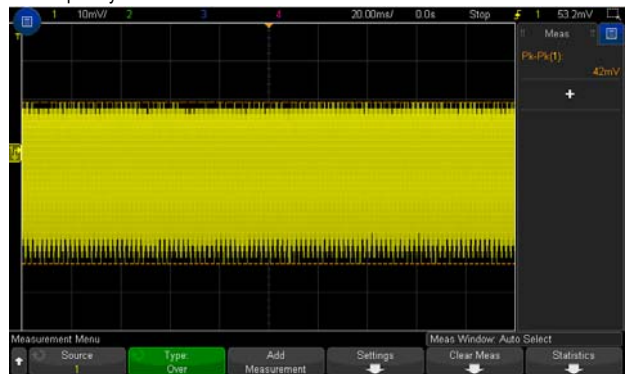 1 10mV/ 2 3 4 20.00ms/ 0.0s Stop 1 53.2mV
T
Meas
Pk-Pk(1):
42mV
+
Measurement Menu
Meas Window: Auto Select
Source
1
Type:
Over
Add
Measurement
Settings
Clear Meas
Statistics